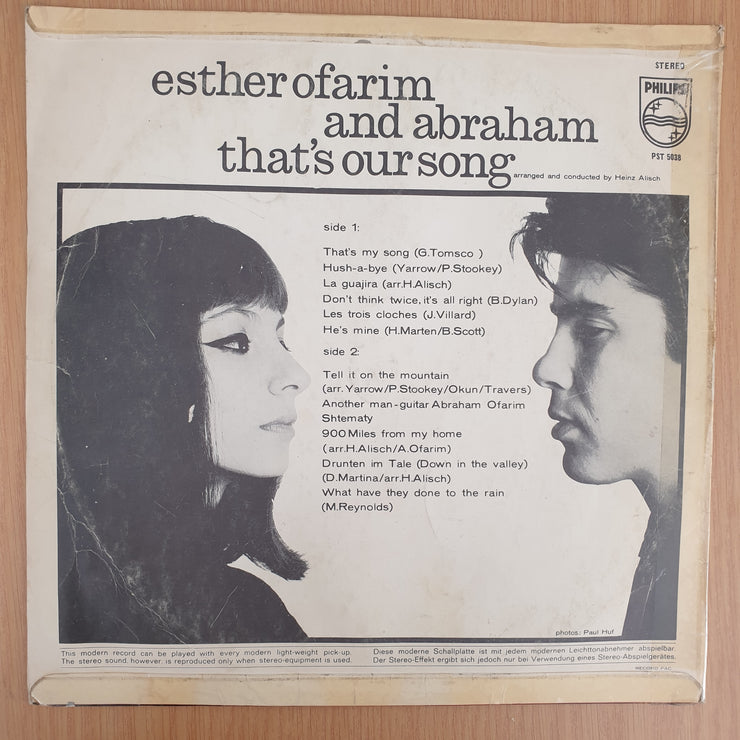 esther ofarim
and abraham
that's our song
arranged and conducted by Heinz Alisch
STEREO
PHILIPS
PST 5038
side 1:
That's my song (G.Tomsco )
Hush-a-bye (Yarrow/P.Stookey)
La guajira (arr.H.Alisch)
Don't think twice, it's all right (B.Dylan)
Les trois cloches (J.Villard)
He's mine (H.Marten/B.Scott)
side 2:
Tell it on the mountain
(arr. Yarrow/P.Stookey/Okun/Travers)
Another man-guitar Abraham Ofarim
Shtematy
900 Miles from my home
(arr.H.Alisch/A.Ofarim)
Drunten im Tale (Down in the valley)
(D.Martina/arr.H.Alisch)
What have they done to the rain
(M.Reynolds)
photos: Paul Huf
This modern record can be played with every modern light-weight pick-up.
The stereo sound, however, is reproduced only when stereo-equipment is used.
Diese moderne Schallplatte ist mit jedem modernen Leichttonabnehmer abspielbar.
Der Stereo-Effekt ergibt sich jedoch nur bei Verwendung eines Stereo-Abspielgerätes.
RECORD PAC